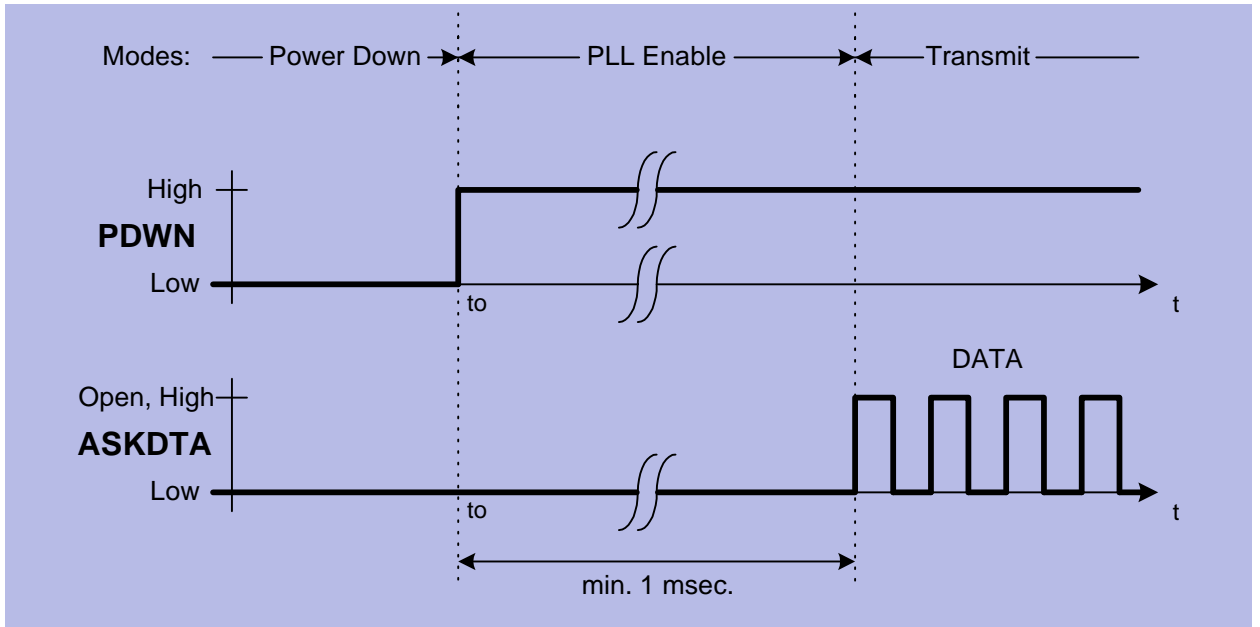 Modes: Power Down PLL Enable Transmit
High
PDWN
Low
to
t
DATA
Open, High
ASKDTA
Low
to
t
min. 1 msec.